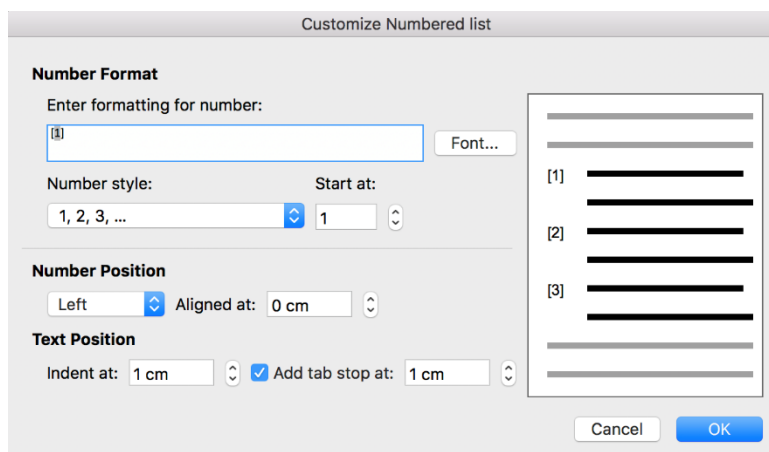 Customize Numbered list
Number Format
Enter formatting for number:
[1]
Font...
Number style:
Start at:
1, 2, 3, ...
1
[1]
[2]
[3]
Number Position
Left
Aligned at:
0 cm
Text Position
Indent at:
1 cm
Add tab stop at:
1 cm
Cancel
OK